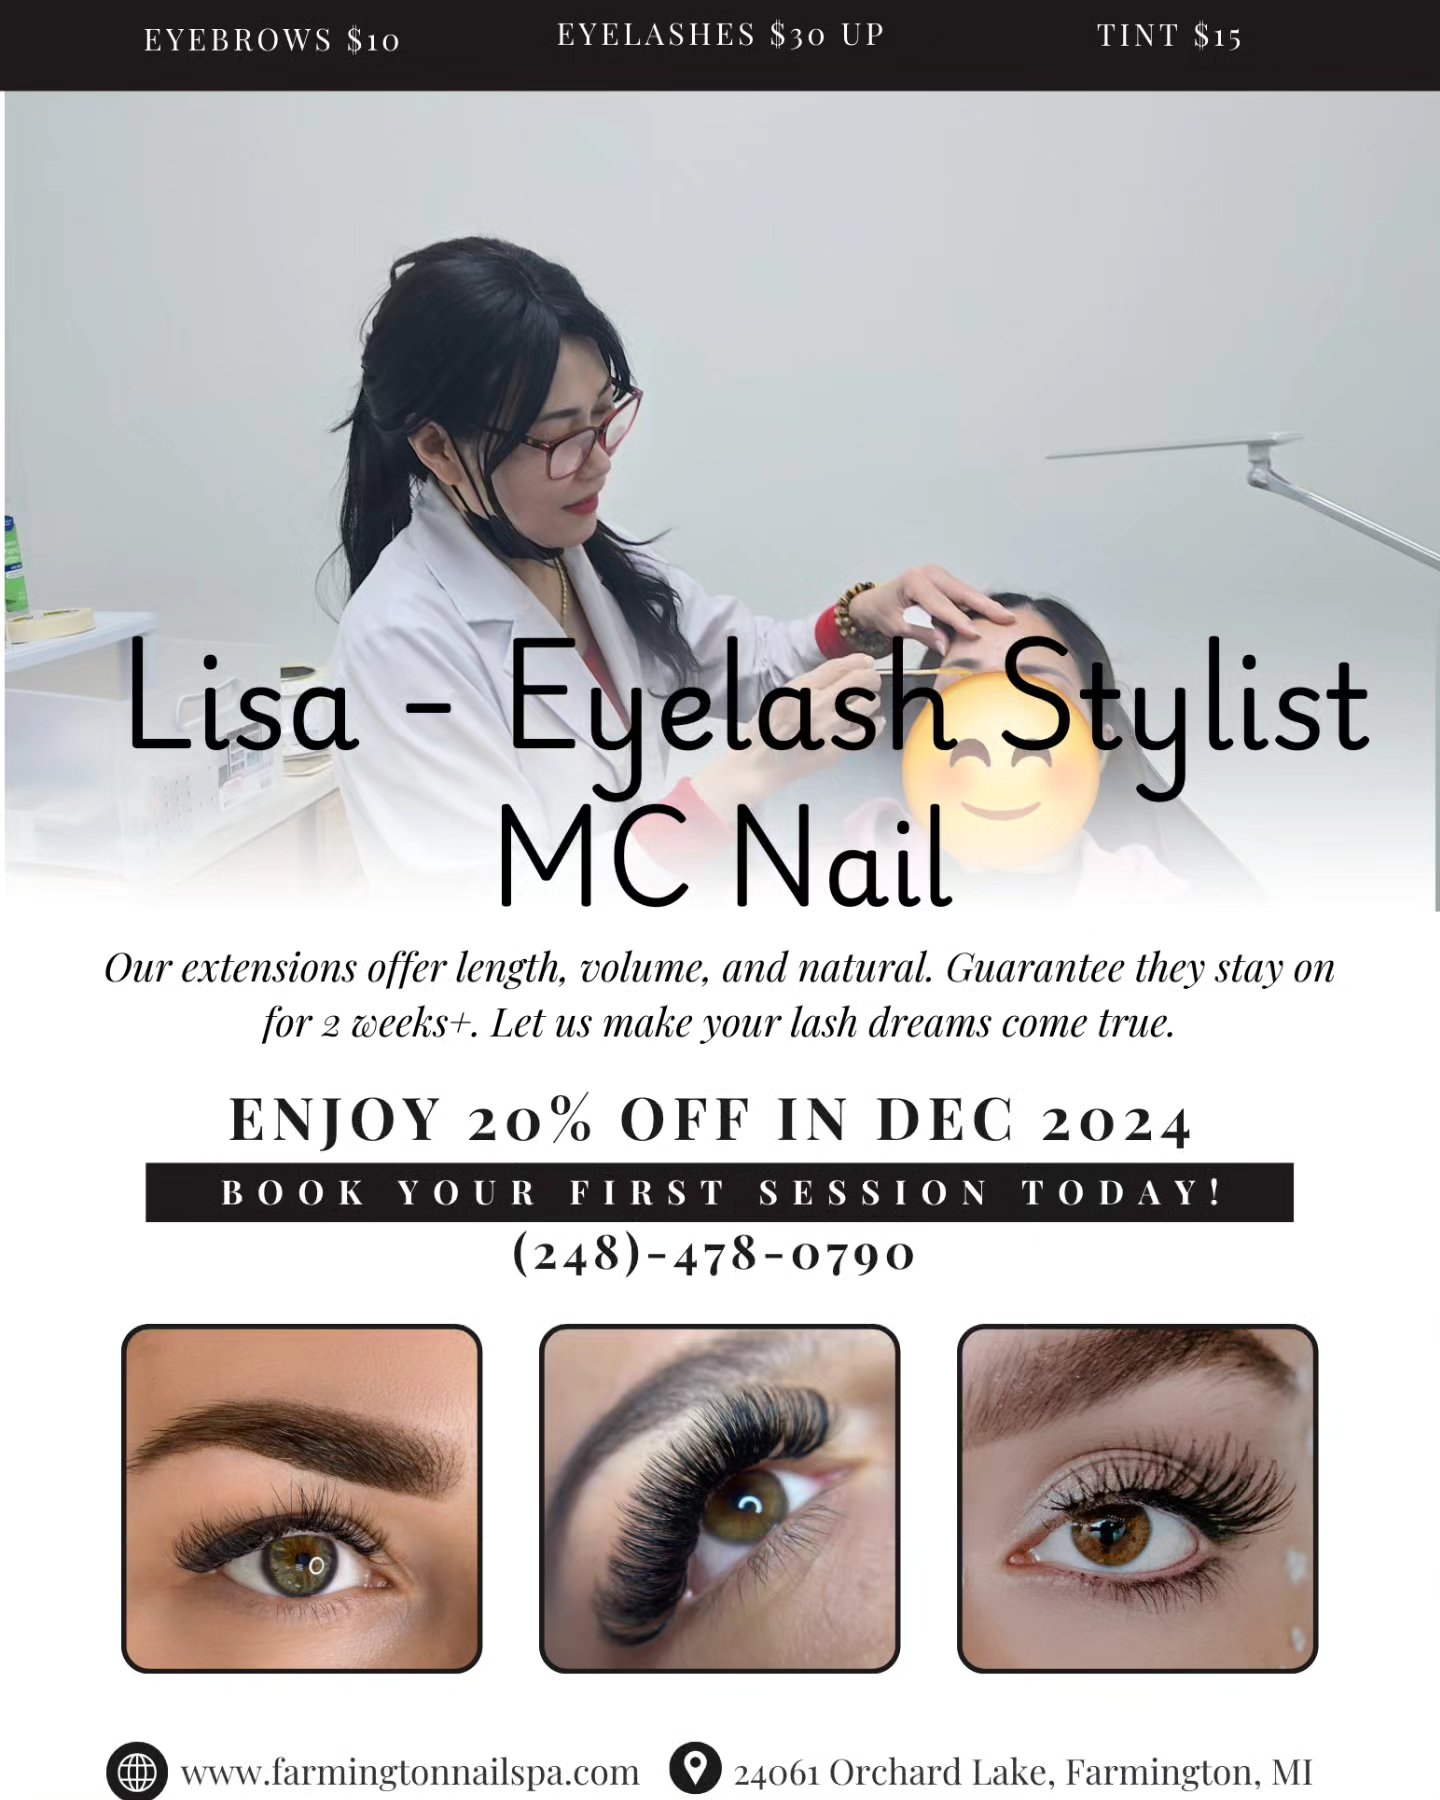 EYEBROWS $10
EYELASHES $30 UP
TINT $15
Lisa - Eyelash Stylist
MC Nail
Our extensions offer length, volume, and natural. Guarantee they stay on
for 2 weeks+. Let us make your lash dreams come true.
ENJOY 20% OFF IN DEC 2024
BOOK YOUR FIRST SESSION TODAY!
(248)-478-0790
www.farmingtonnailspa.com
24061 Orchard Lake, Farmington, MI